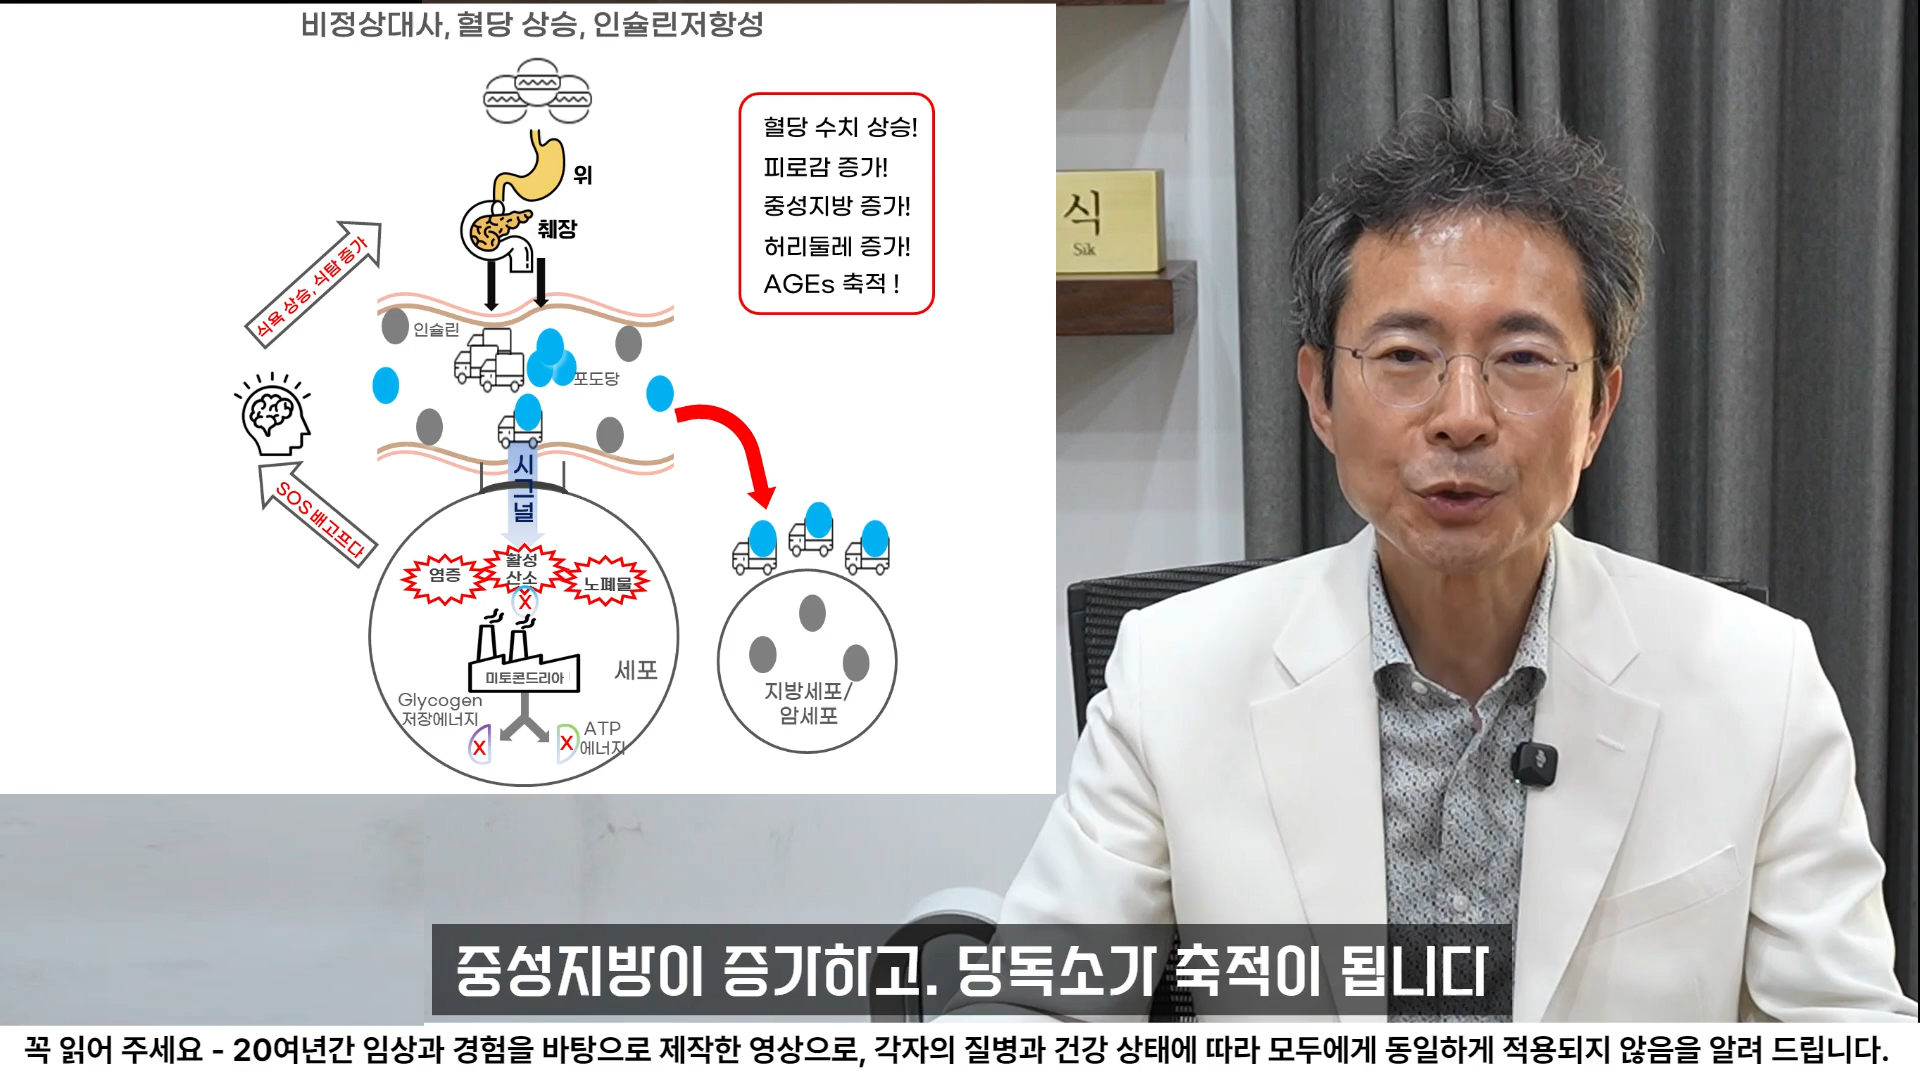 비정상대사, 혈당 상승, 인슐린저항성
혈당 수치 상승!
피로감 증가!
중성지방 증가!
허리둘레 증가!
AGEs 축적 !
위
췌장
식욕 상승, 식탐 증가
인슐린
포도당
시그널
SOS 배고프다
염증
활성
산소
노폐물
X
미토콘드리아
세포
Glycogen
저장에너지
X
X
ATP
에너지
지방세포/
암세포
식
Sik
중성지방이 증가하고. 당독소가 축적이 됩니다
꼭 읽어 주세요 - 20여년간 임상과 경험을 바탕으로 제작한 영상으로, 각자의 질병과 건강 상태에 따라 모두에게 동일하게 적용되지 않음을 알려 드립니다.